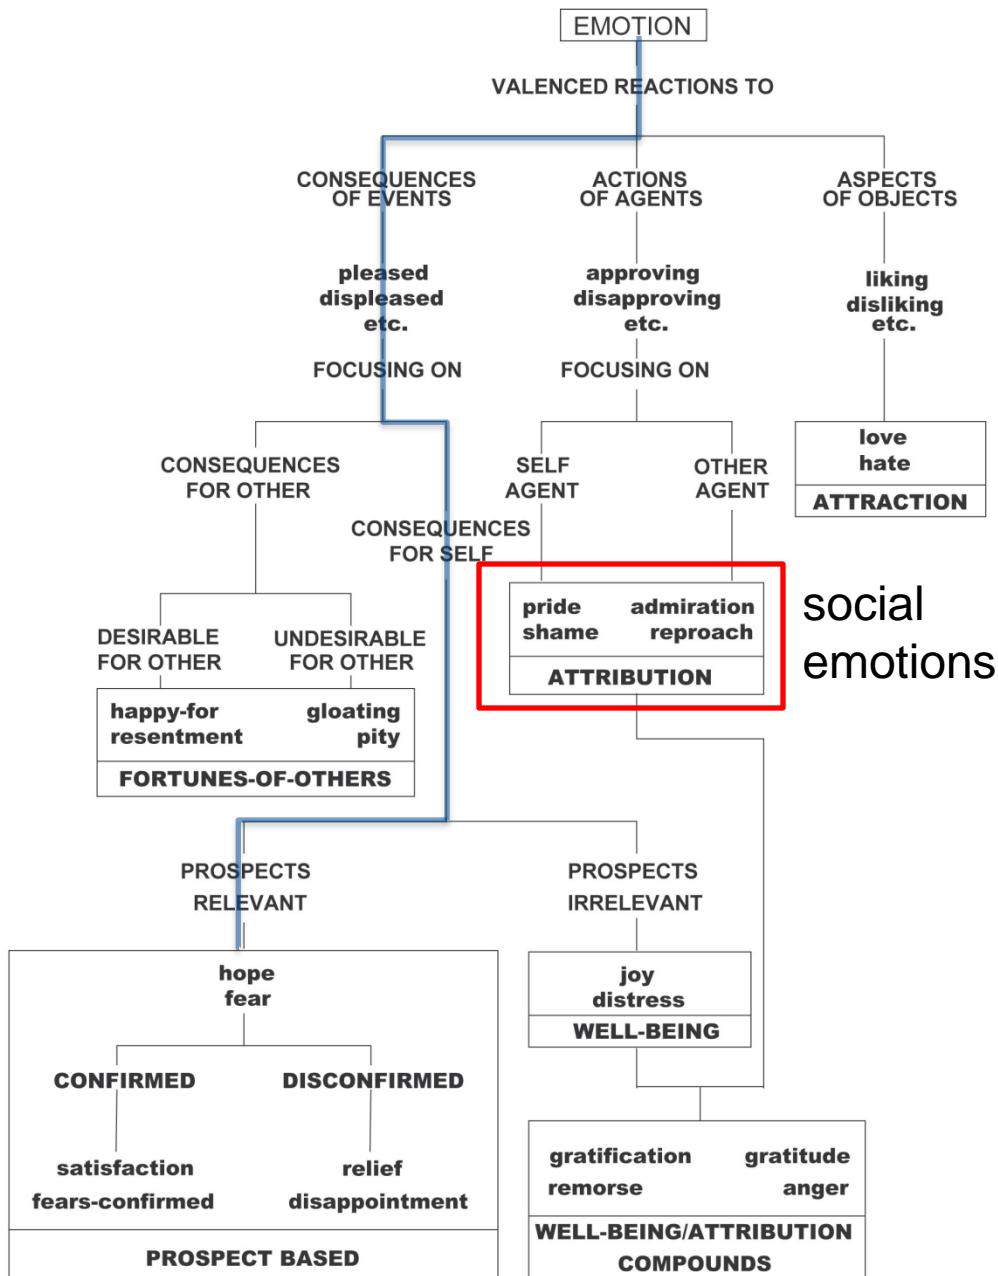 EMOTION
VALENCED REACTIONS TO
CONSEQUENCES
OF EVENTS
ACTIONS
OF AGENTS
ASPECTS
OF OBJECTS
pleased
displeased
etc.
approving
disapproving
etc.
liking
disliking
etc.
FOCUSING ON
FOCUSING ON
CONSEQUENCES
FOR OTHER
SELF
AGENT
OTHER
AGENT
love
hate
ATTRACTION
CONSEQUENCES
FOR SELF
pride admiration
shame reproach
ATTRIBUTION
social
emotions
DESIRABLE
FOR OTHER
UNDESIRABLE
FOR OTHER
happy-for gloating
resentment pity
FORTUNES-OF-OTHERS
PROSPECTS
RELEVANT
PROSPECTS
IRRELEVANT
hope
fear
joy
distress
WELL-BEING
CONFIRMED DISCONFIRMED
satisfaction relief
fears-confirmed disappointment
PROSPECT BASED
gratification gratitude
remorse anger
WELL-BEING/ATTRIBUTION
COMPOUNDS